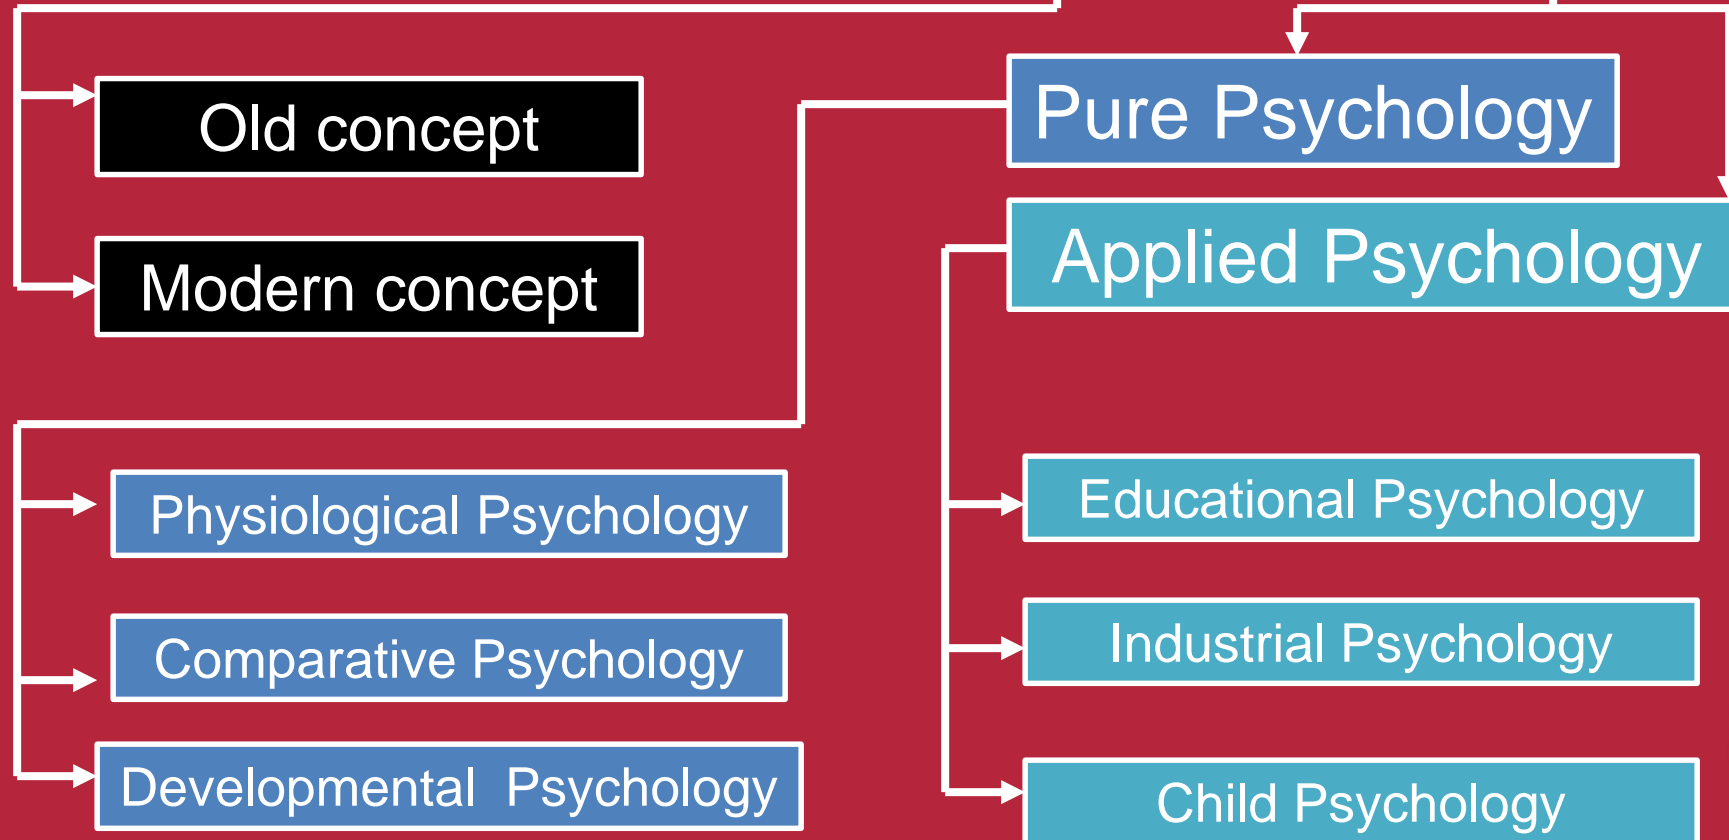 Old concept
Modern concept
Pure Psychology
Applied Psychology
Physiological Psychology
Comparative Psychology
Developmental  Psychology
Educational Psychology
Industrial Psychology
Child Psychology